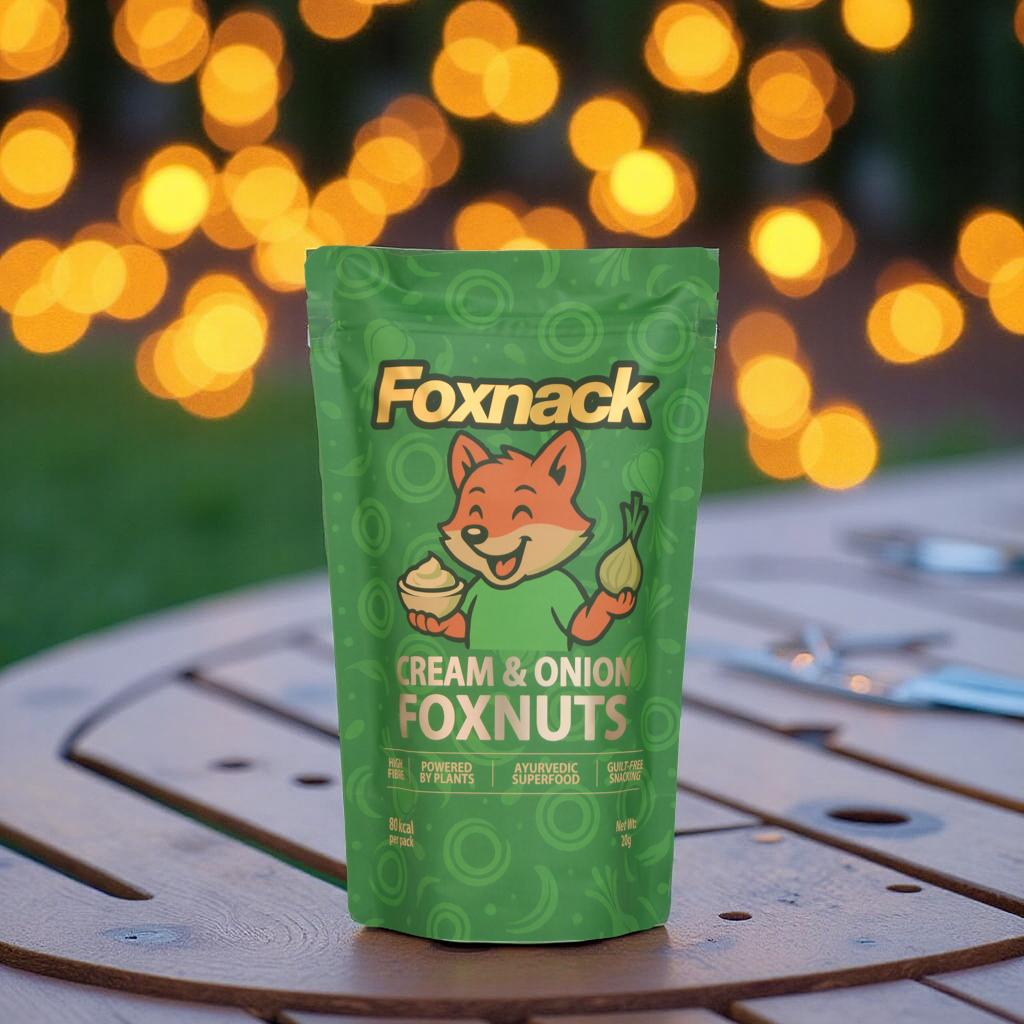 Foxnack
CREAM & ONION
FOXNUTS
HIGH
FIBRE
POWERED
BY PLANTS
AYURVEDIC
SUPERFOOD
GUILT-FREE
SNACKING
80 kcal
per pack
Net Wt:
20g